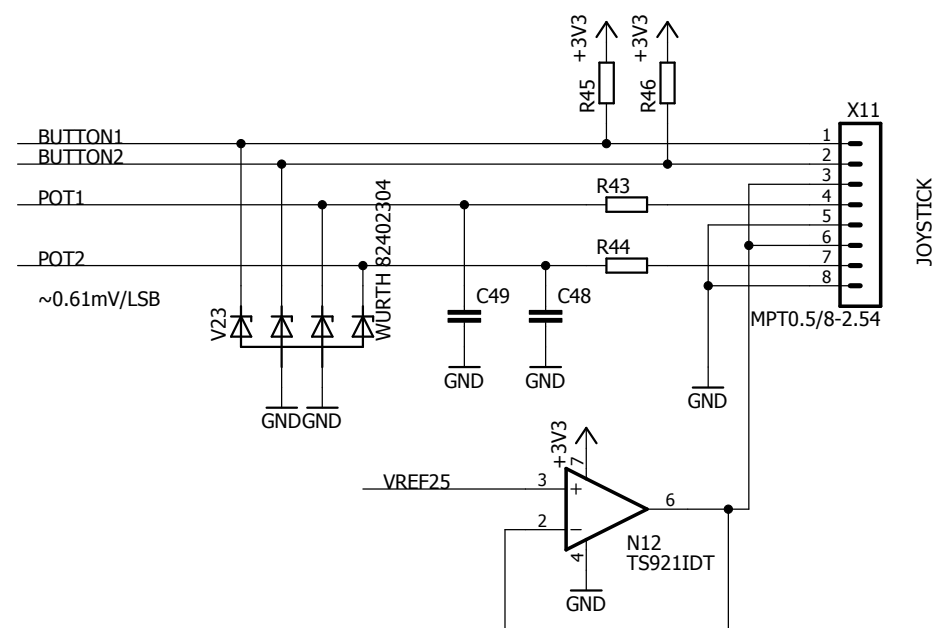 +3V3
+3V3
R45
R46
X11
BUTTON1
BUTTON2
POT1
POT2
~0.61mV/LSB
R43
R44
1
2
3
4
5
6
7
8
JOYSTICK
MPT0.5/8-2.54
V23
WURTH 82402304
C49
C48
GND
GND
GND
GND
GND
+3V3
7
VREF25
3
+
2
−
6
4
N12
TS921IDT
GND